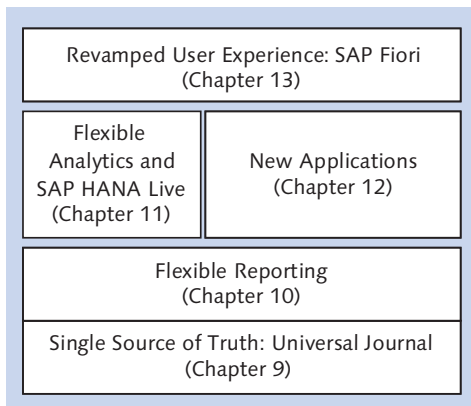 Revamped User Experience: SAP Fiori
(Chapter 13)
Flexible
Analytics and
SAP HANA Live
(Chapter 11)
New Applications
(Chapter 12)
Flexible Reporting
(Chapter 10)
Single Source of Truth: Universal Journal
(Chapter 9)